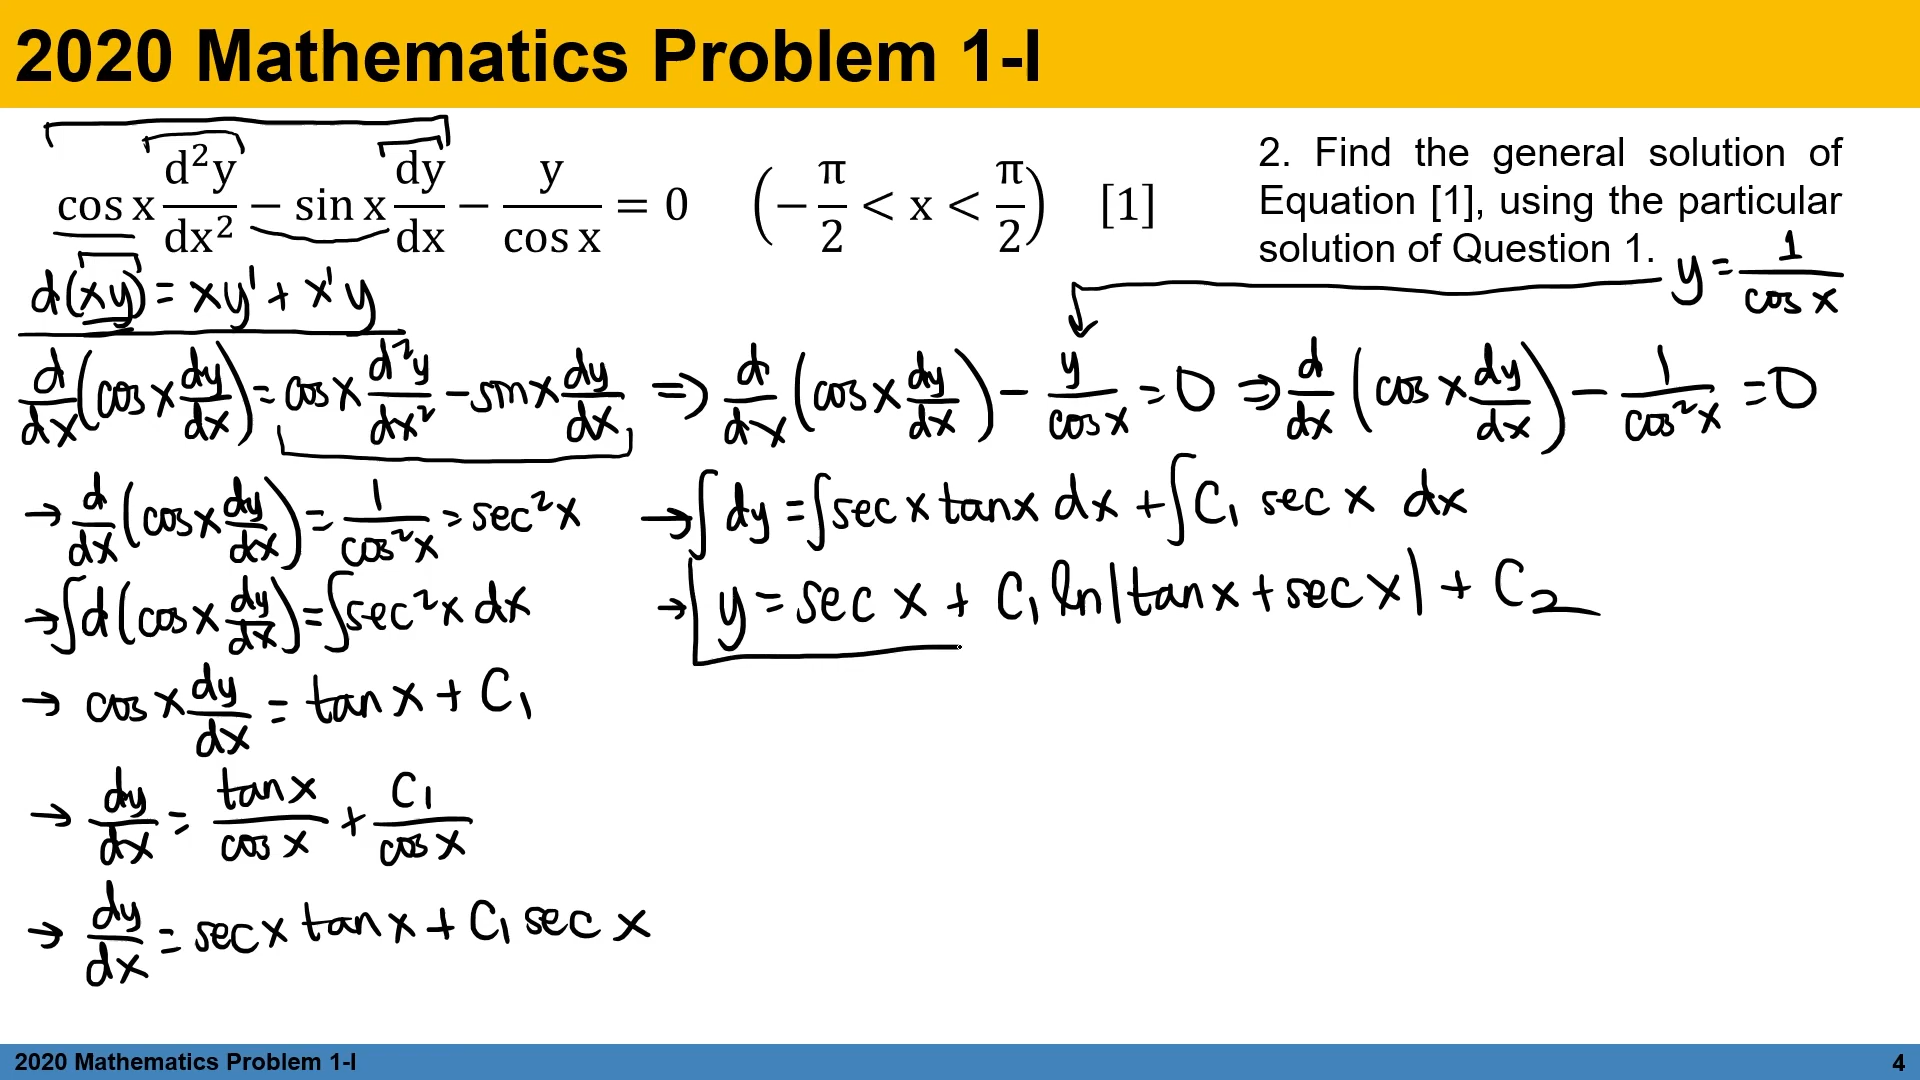 2020 Mathematics Problem 1-I
cos x d²y/dx² − sin x dy/dx − y/cos x = 0 (−π/2 < x < π/2) [1]
2. Find the general solution of
Equation [1], using the particular
solution of Question 1.
y = 1/cos x
d(xy) = xy' + x'y
d/dx (cos x dy/dx) = cos x d²y/dx² − sin x dy/dx ⇒ d/dx (cos x dy/dx) − y/cos x = 0 ⇒ d/dx (cos x dy/dx) − 1/cos²x = 0
→ d/dx (cos x dy/dx) = 1/cos²x = sec²x
→ ∫ d(cos x dy/dx) = ∫ sec²x dx
→ cos x dy/dx = tan x + C₁
→ dy/dx = tan x/cos x + C₁/cos x
→ dy/dx = sec x tan x + C₁ sec x
→ ∫ dy = ∫ sec x tan x dx + ∫ C₁ sec x dx
→ y = sec x + C₁ ln|tan x + sec x| + C₂
2020 Mathematics Problem 1-I
4